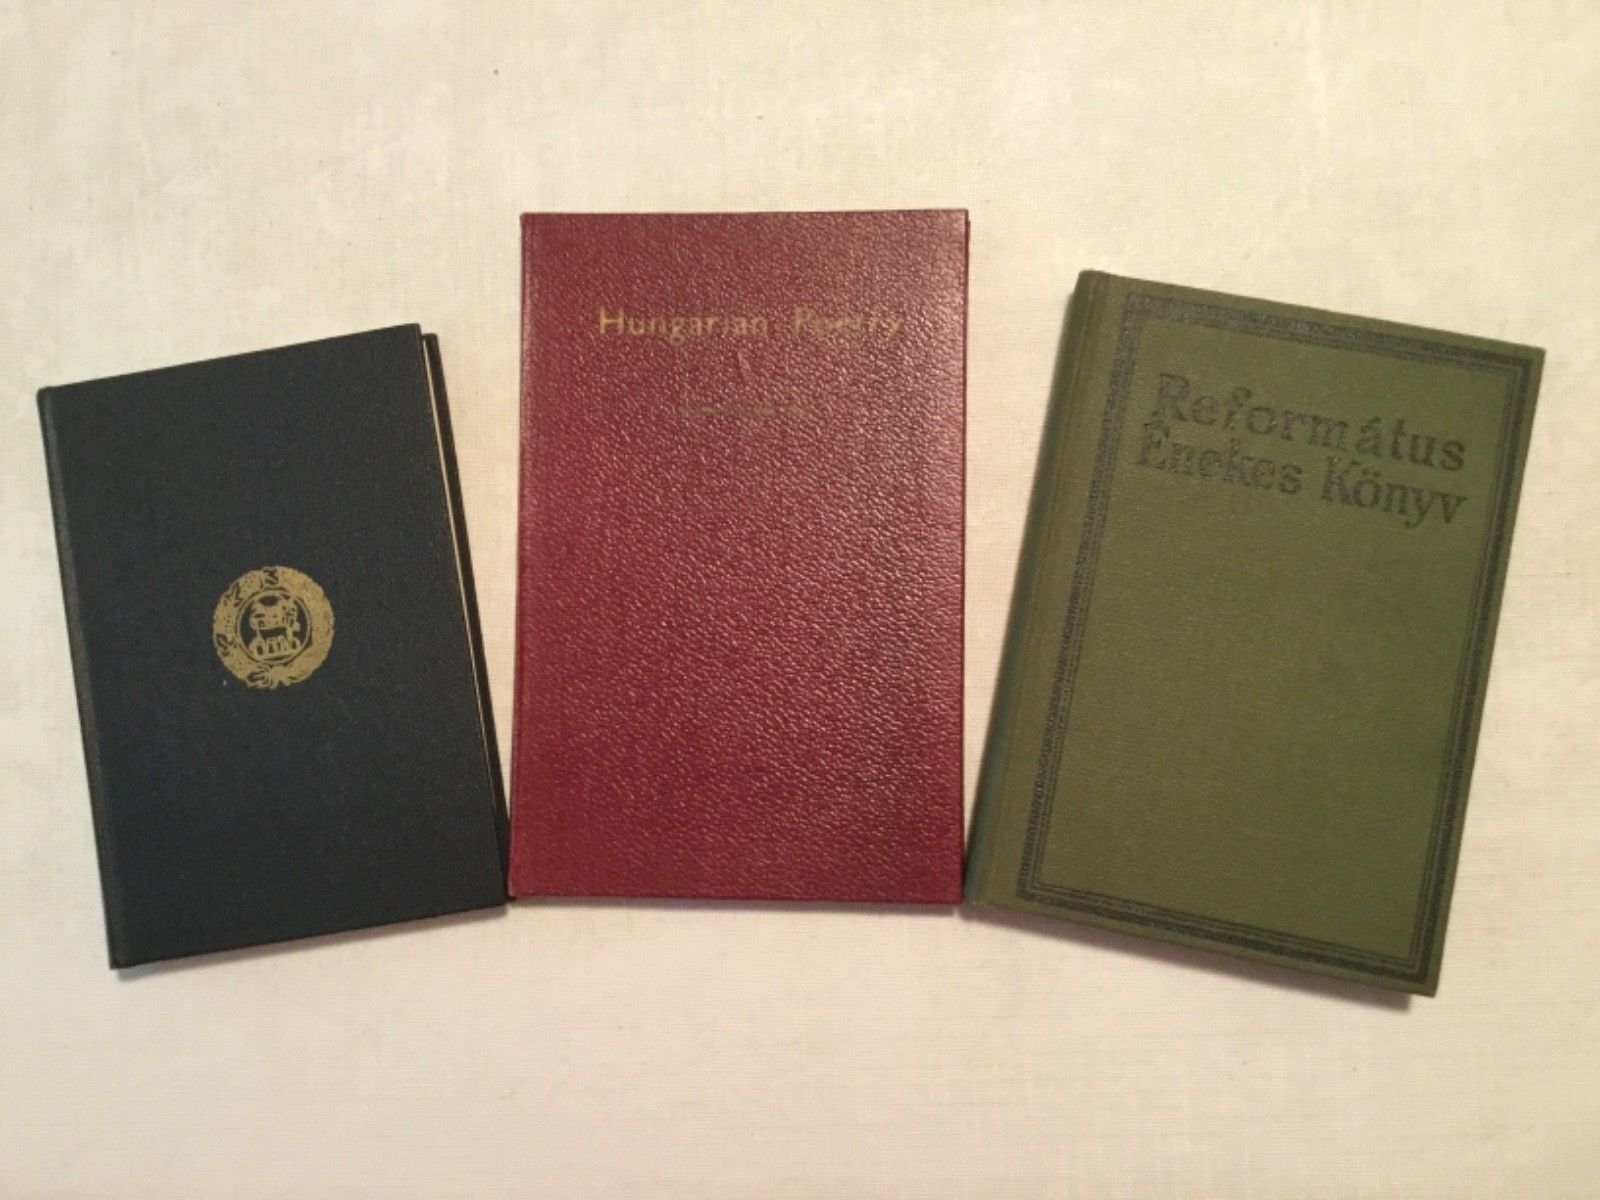 Hungarian Poetry
Református
Énekes Könyv